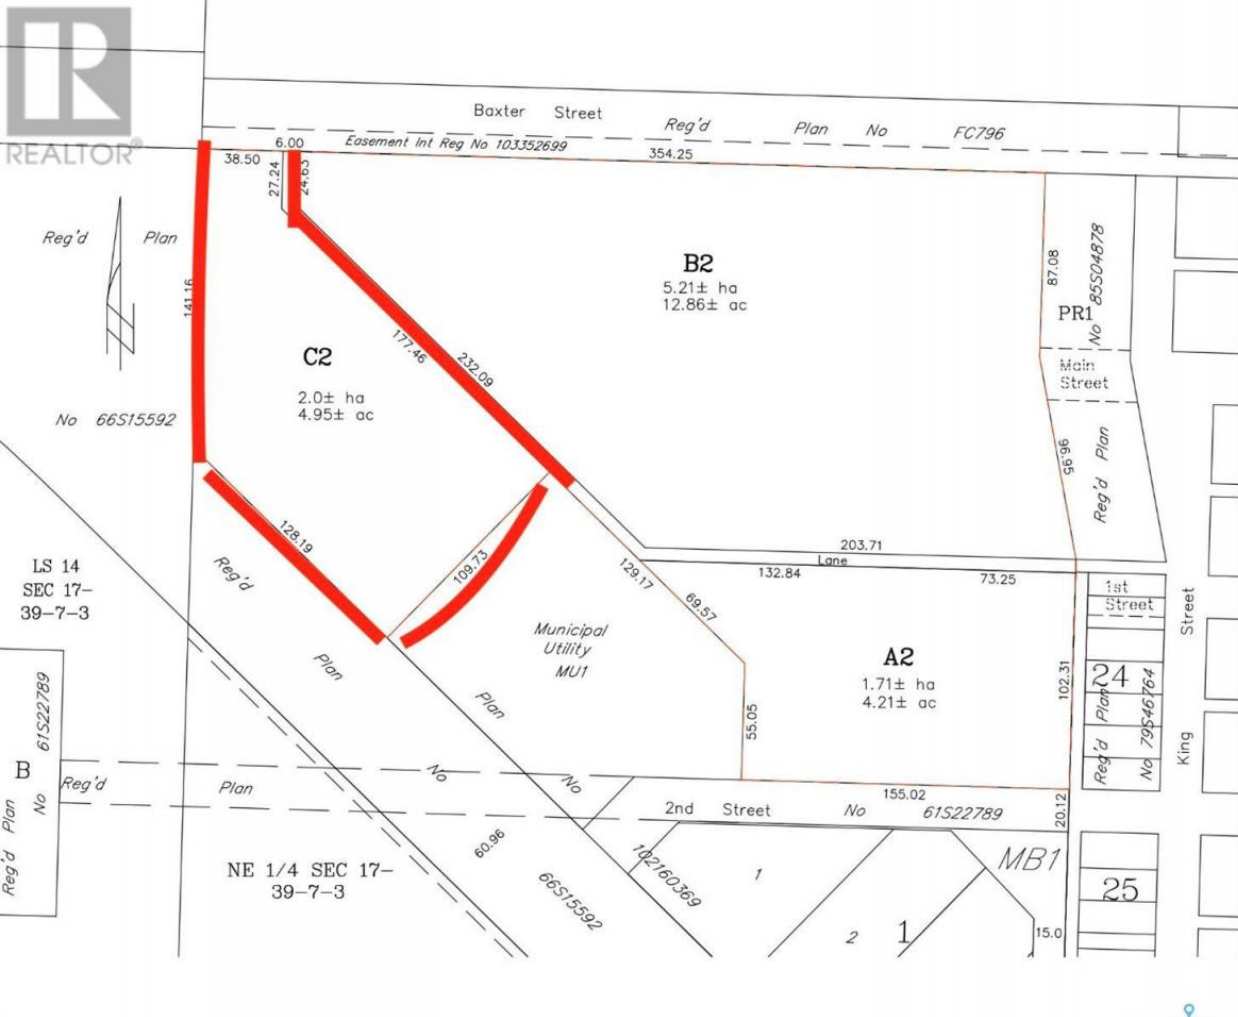 REALTOR®
Baxter Street Reg'd Plan No FC796
Easement Int Reg No 103352699
38.50
6.00
354.25
27.24
24.63
Reg'd Plan
No 66S15592
141.16
C2
2.0± ha
4.95± ac
177.46
232.09
B2
5.21± ha
12.86± ac
87.08
PR1
No 85S04878
Main
Street
96.95
Reg'd Plan
128.19
109.73
Reg'd
Plan
Plan
No
No
LS 14
SEC 17-
39-7-3
203.71
Lane
132.84
73.25
129.17
69.57
Municipal
Utility
MU1
55.05
A2
1.71± ha
4.21± ac
102.31
155.02
20.12
1st
Street
24
Reg'd Plan
No 79S46764
King Street
B
Reg'd Plan
No 61S22789
Reg'd Plan
2nd Street No 61S22789
60.96
66S15592
102160369
NE 1/4 SEC 17-
39-7-3
1
2
1
MB1
15.0
25